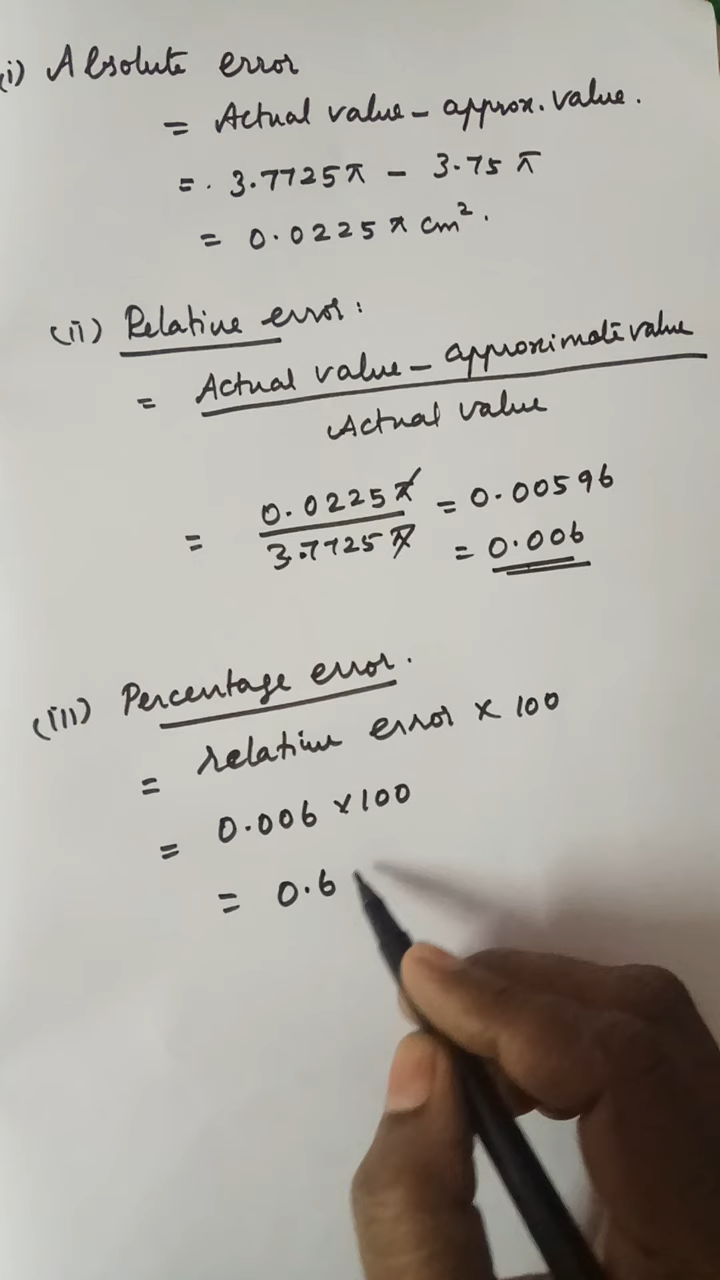 (i) Absolute error
= Actual value - approx. value.
= . 3.7725π - 3.75 π
= 0.0225 π cm².
(ii) Relative error :
= Actual value - approximate value
Actual value
= 0.0225π = 0.00596
3.7725π = 0.006
(iii) Percentage error.
= relative error × 100
= 0.006 × 100
= 0.6